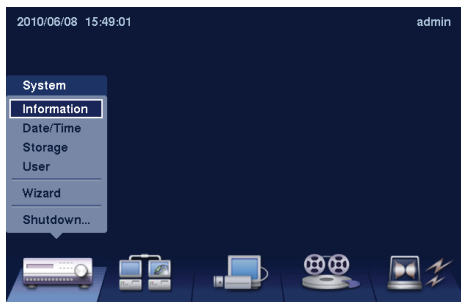 2010/06/08 15:49:01 admin
System
Information
Date/Time
Storage
User
Wizard
Shutdown...